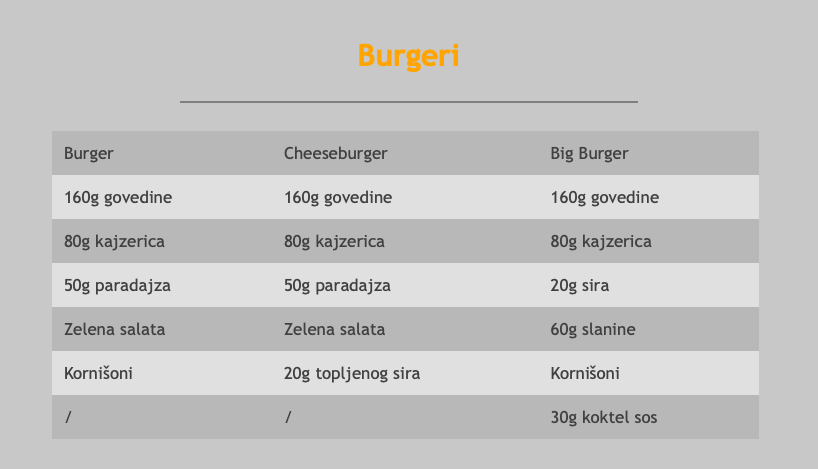 Burgeri
Burger Cheeseburger Big Burger
160g govedine 160g govedine 160g govedine
80g kajzerica 80g kajzerica 80g kajzerica
50g paradajza 50g paradajza 20g sira
Zelena salata Zelena salata 60g slanine
Kornišoni 20g topljenog sira Kornišoni
/ / 30g koktel sos